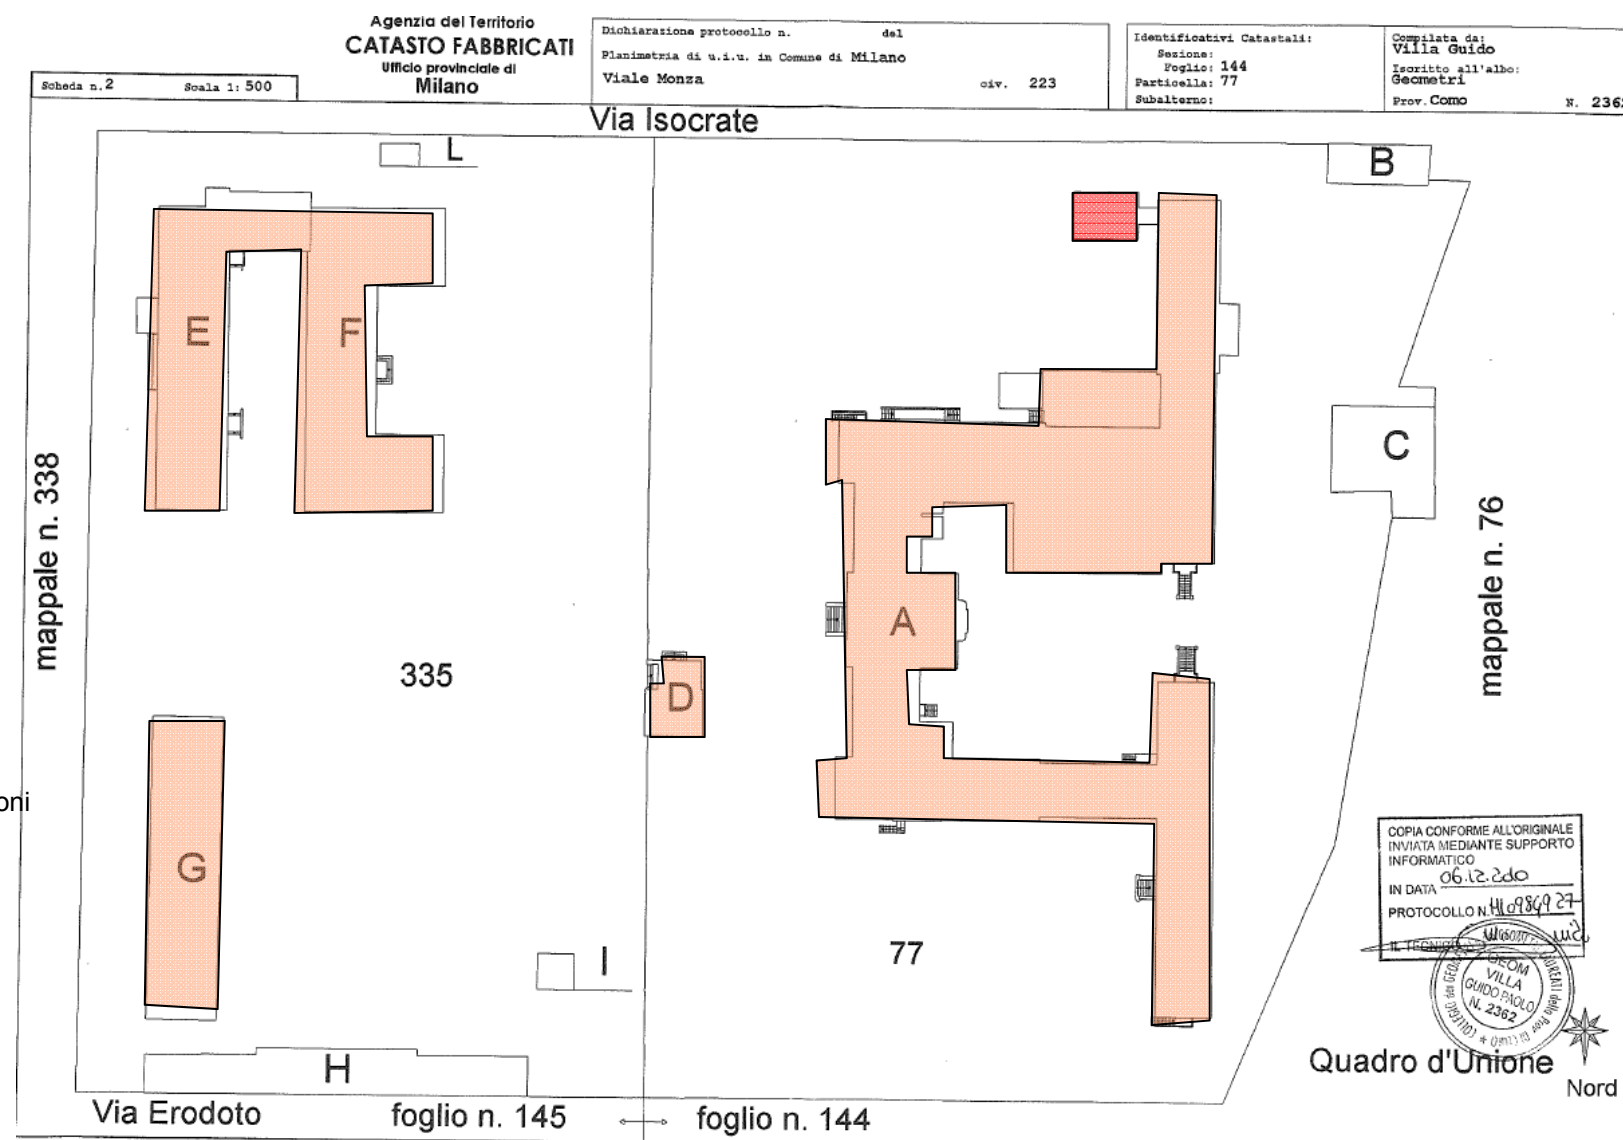 Agenzia del Territorio
CATASTO FABBRICATI
Ufficio provinciale di
Milano
Scheda n. 2 Scala 1: 500
Dichiarazione protocollo n. del
Planimetria di u.i.u. in Comune di Milano
Viale Monza civ. 223
Identificativi Catastali:
Sezione:
Foglio: 144
Particella: 77
Subalterno:
Compilata da:
Villa Guido
Iscritto all'albo:
Geometri
Prov. Como N. 2362
Via Isocrate
L
B
E
F
C
mappale n. 338
mappale n. 76
A
335
D
oni
G
I
77
H
COPIA CONFORME ALL'ORIGINALE
INVIATA MEDIANTE SUPPORTO
INFORMATICO
IN DATA
PROTOCOLLO N.
IL TECNICO
GEOM
VILLA
GUIDO PAOLO
N. 2362
Quadro d'Unione
Nord
Via Erodoto foglio n. 145 foglio n. 144